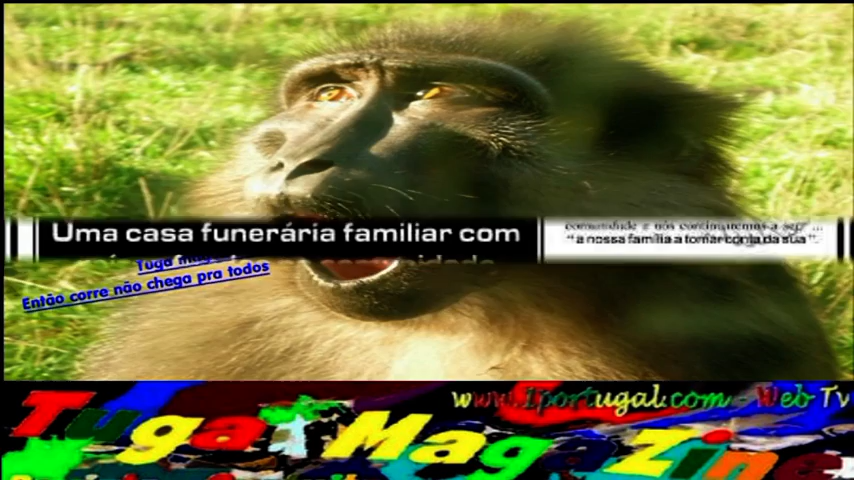 Uma casa funerária familiar com
comunidade e nós continuaremos a ser
" a nossa família a tomar conta da sua "
Tuga
Então corre não chega pra todos
www.Iportugal.com - Web Tv
Tuga Magazine